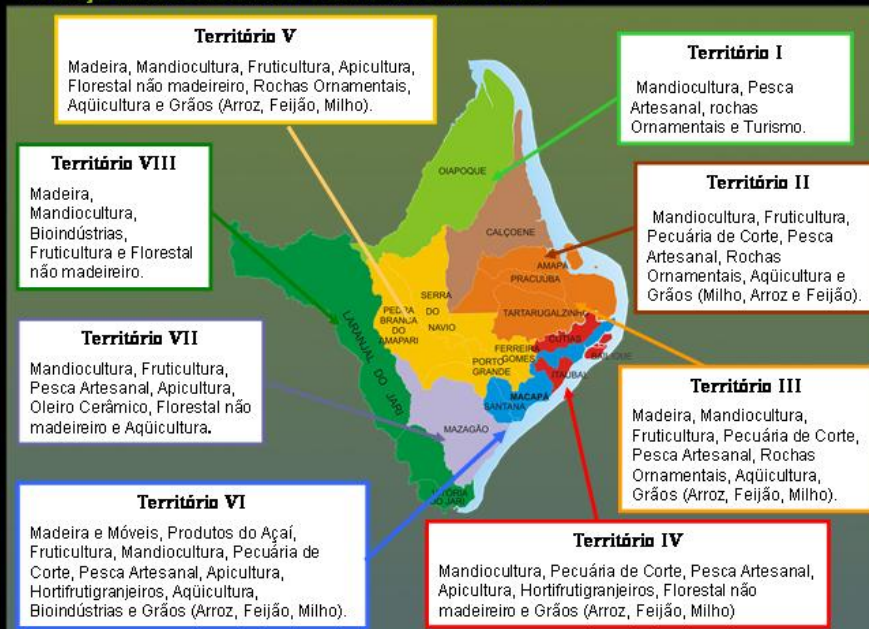 Território V
Madeira, Mandiocultura, Fruticultura, Apicultura,
Florestal não madeireiro, Rochas Ornamentais,
Aqüicultura e Grãos (Arroz, Feijão, Milho).
Território I
Mandiocultura, Pesca
Artesanal, rochas
Ornamentais e Turismo.
Território VIII
Madeira,
Mandiocultura,
Bioindústrias,
Fruticultura e Florestal
não madeireiro.
Território II
Mandiocultura, Fruticultura,
Pecuária de Corte, Pesca
Artesanal, Rochas
Ornamentais, Aqüicultura e
Grãos (Milho, Arroz e Feijão).
OIAPOQUE
CALÇOENE
AMAPÁ
PRACUÚBA
TARTARUGALZINHO
SERRA
DO
NAVIO
PEDRA
BRANCA
DO
AMAPARI
LARANJAL DO JARI
FERREIRA
GOMES
PORTO
GRANDE
CUTIAS
BAILIQUE
ITAUBAL
MACAPÁ
SANTANA
MAZAGÃO
VITÓRIA
DO JARI
Território VII
Mandiocultura, Fruticultura,
Pesca Artesanal, Apicultura,
Oleiro Cerâmico, Florestal não
madeireiro e Aqüicultura.
Território III
Madeira, Mandiocultura,
Fruticultura, Pecuária de Corte,
Pesca Artesanal, Rochas
Ornamentais, Aqüicultura,
Grãos (Arroz, Feijão, Milho).
Território VI
Madeira e Móveis, Produtos do Açaí,
Fruticultura, Mandiocultura, Pecuária de
Corte, Pesca Artesanal, Apicultura,
Hortifrutigranjeiros, Aqüicultura,
Bioindústrias e Grãos (Arroz, Feijão, Milho).
Território IV
Mandiocultura, Pecuária de Corte, Pesca Artesanal,
Apicultura, Hortifrutigranjeiros, Florestal não
madeireiro e Grãos (Arroz, Feijão, Milho)